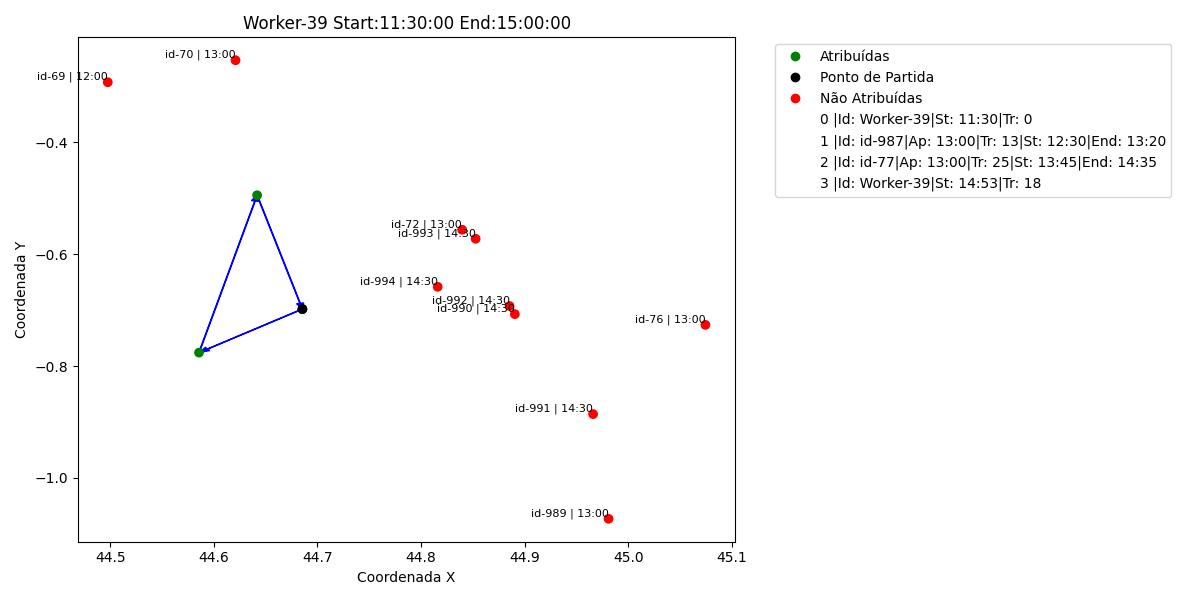 Worker-39 Start:11:30:00 End:15:00:00
id-70 | 13:00
id-69 | 12:00
id-72 | 13:00
id-993 | 14:30
id-994 | 14:30
id-992 | 14:30
id-990 | 14:30
id-76 | 13:00
id-991 | 14:30
id-989 | 13:00
−0.4
−0.6
−0.8
−1.0
Coordenada Y
44.5 44.6 44.7 44.8 44.9 45.0 45.1
Coordenada X
Atribuídas
Ponto de Partida
Não Atribuídas
0 |Id: Worker-39|St: 11:30|Tr: 0
1 |Id: id-987|Ap: 13:00|Tr: 13|St: 12:30|End: 13:20
2 |Id: id-77|Ap: 13:00|Tr: 25|St: 13:45|End: 14:35
3 |Id: Worker-39|St: 14:53|Tr: 18